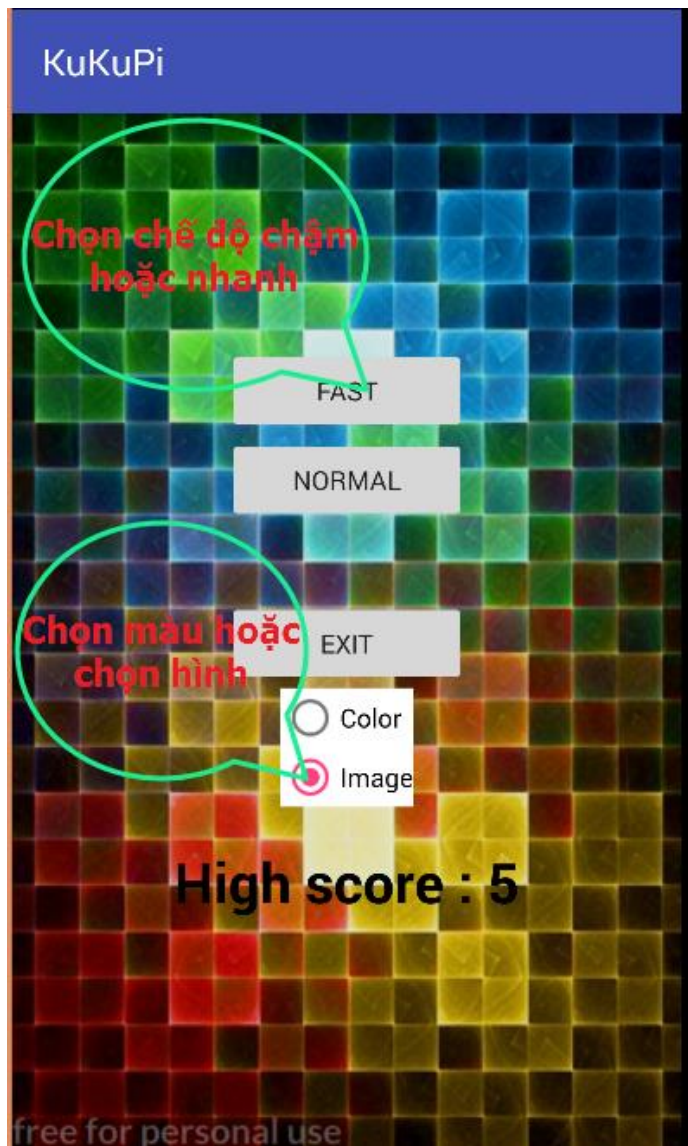 KuKuPi
Chọn chế độ chậm
hoặc nhanh
FAST
NORMAL
Chọn màu hoặc
chọn hình
EXIT
Color
Image
High score : 5
free for personal use